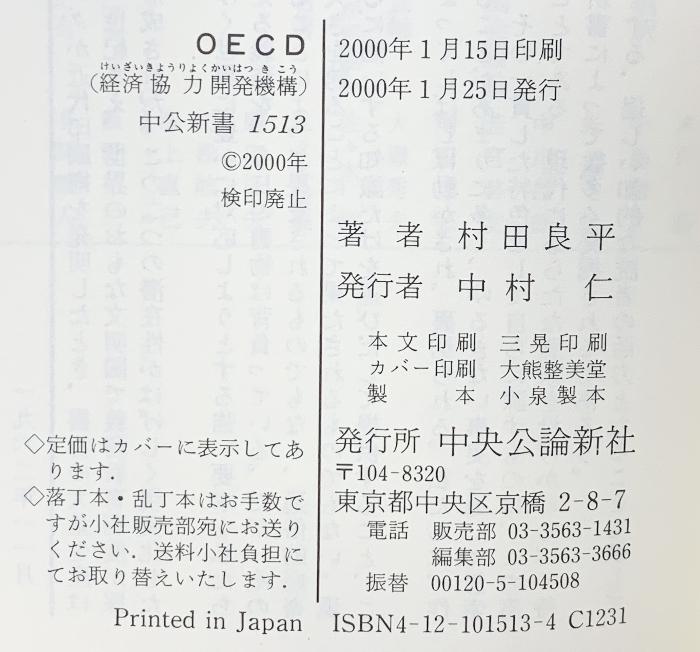 OECD
けいざいきょうりょくかいはつきこう
(経済協力開発機構)
中公新書 1513
©2000年
検印廃止
◇定価はカバーに表示してあ
ります．
◇落丁本・乱丁本はお手数で
すが小社販売部宛にお送り
ください．送料小社負担に
てお取り替えいたします．
Printed in Japan
2000年1月15日印刷
2000年1月25日発行
著者 村田良平
発行者 中村 仁
本文印刷 三晃印刷
カバー印刷 大熊整美堂
製本 小泉製本
発行所 中央公論新社
〒104-8320
東京都中央区京橋 2-8-7
電話 販売部 03-3563-1431
編集部 03-3563-3666
振替 00120-5-104508
ISBN4-12-101513-4 C1231